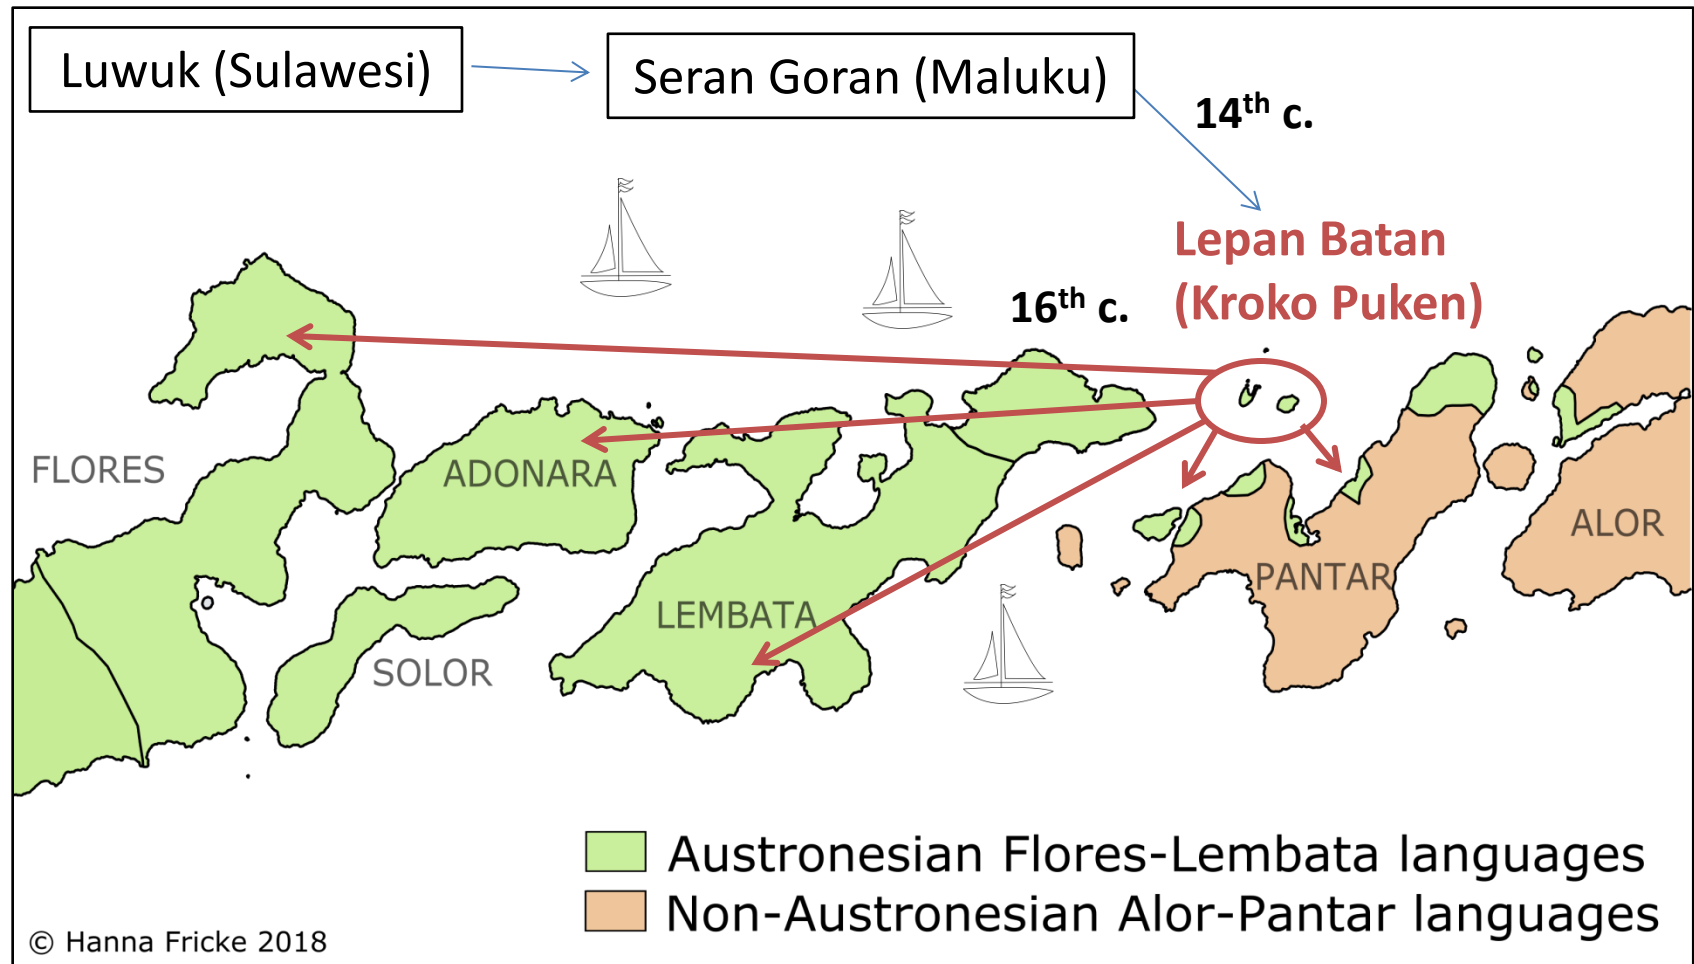 Luwuk (Sulawesi)
Seran Goran (Maluku)
14th c.
Lepan Batan
(Kroko Puken)
16th c.
FLORES
ADONARA
ALOR
PANTAR
LEMBATA
SOLOR
Austronesian Flores-Lembata languages
Non-Austronesian Alor-Pantar languages
© Hanna Fricke 2018